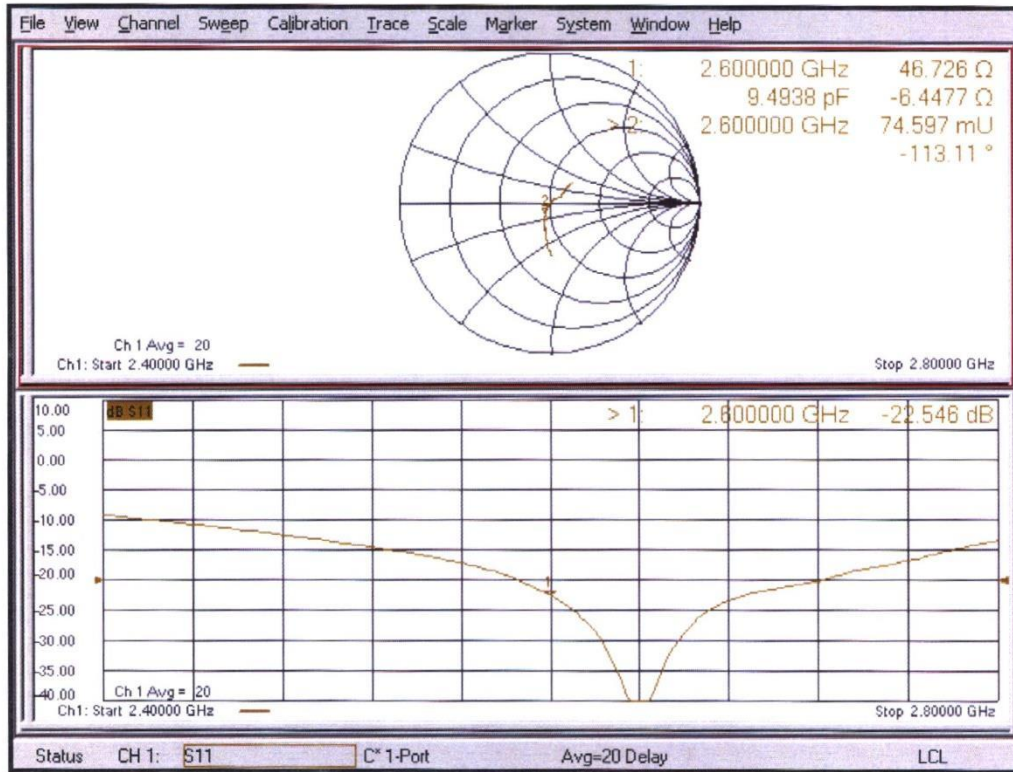 File View Channel Sweep Calibration Trace Scale Marker System Window Help
1: 2.600000 GHz 46.726 Ω
9.4938 pF -6.4477 Ω
> 2: 2.600000 GHz 74.597 mU
-113.11 °
2
Ch 1 Avg = 20
Ch1: Start 2.40000 GHz
Stop 2.80000 GHz
10.00 dB S11 > 1: 2.600000 GHz -22.546 dB
5.00
0.00
-5.00
-10.00
-15.00
-20.00
1
-25.00
-30.00
-35.00
-40.00
Ch 1 Avg = 20
Ch1: Start 2.40000 GHz
Stop 2.80000 GHz
Status CH 1: S11 C* 1-Port Avg=20 Delay LCL